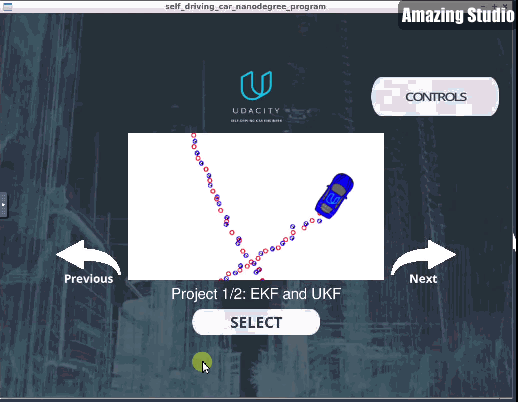 self_driving_car_nanodegree_program
Amazing Studio
UDACITY
SELF-DRIVING CAR ENGINEER
CONTROLS
Previous
Next
Project 1/2: EKF and UKF
SELECT